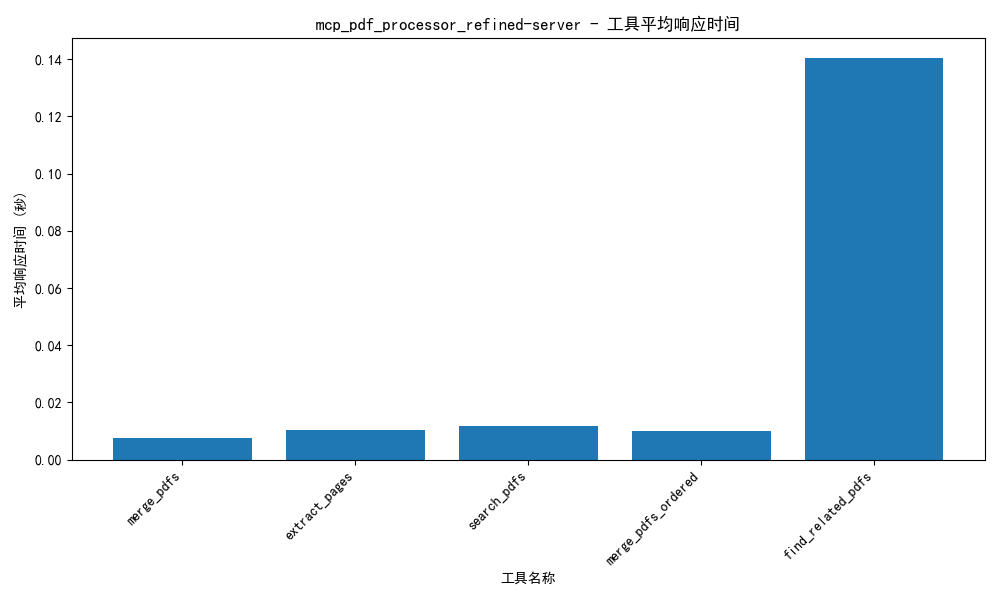 mcp_pdf_processor_refined-server - 工具平均响应时间
平均响应时间 (秒)
0.14
0.12
0.10
0.08
0.06
0.04
0.02
0.00
merge_pdfs
extract_pages
search_pdfs
merge_pdfs_ordered
find_related_pdfs
工具名称